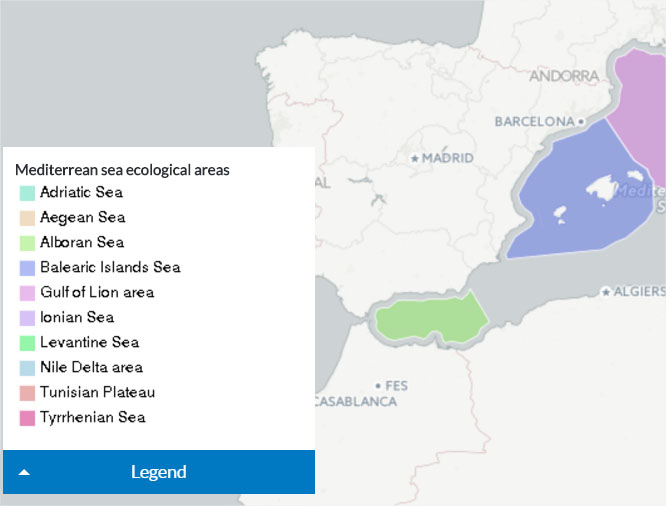 ANDORRA
BARCELONA
MADRID
Mediterrean sea ecological areas
Adriatic Sea
Aegean Sea
Alboran Sea
Balearic Islands Sea
Gulf of Lion area
Ionian Sea
Levantine Sea
Nile Delta area
Tunisian Plateau
Tyrrhenian Sea
Legend
AL
Medite
S
ALGIERS
FES
CASABLANCA